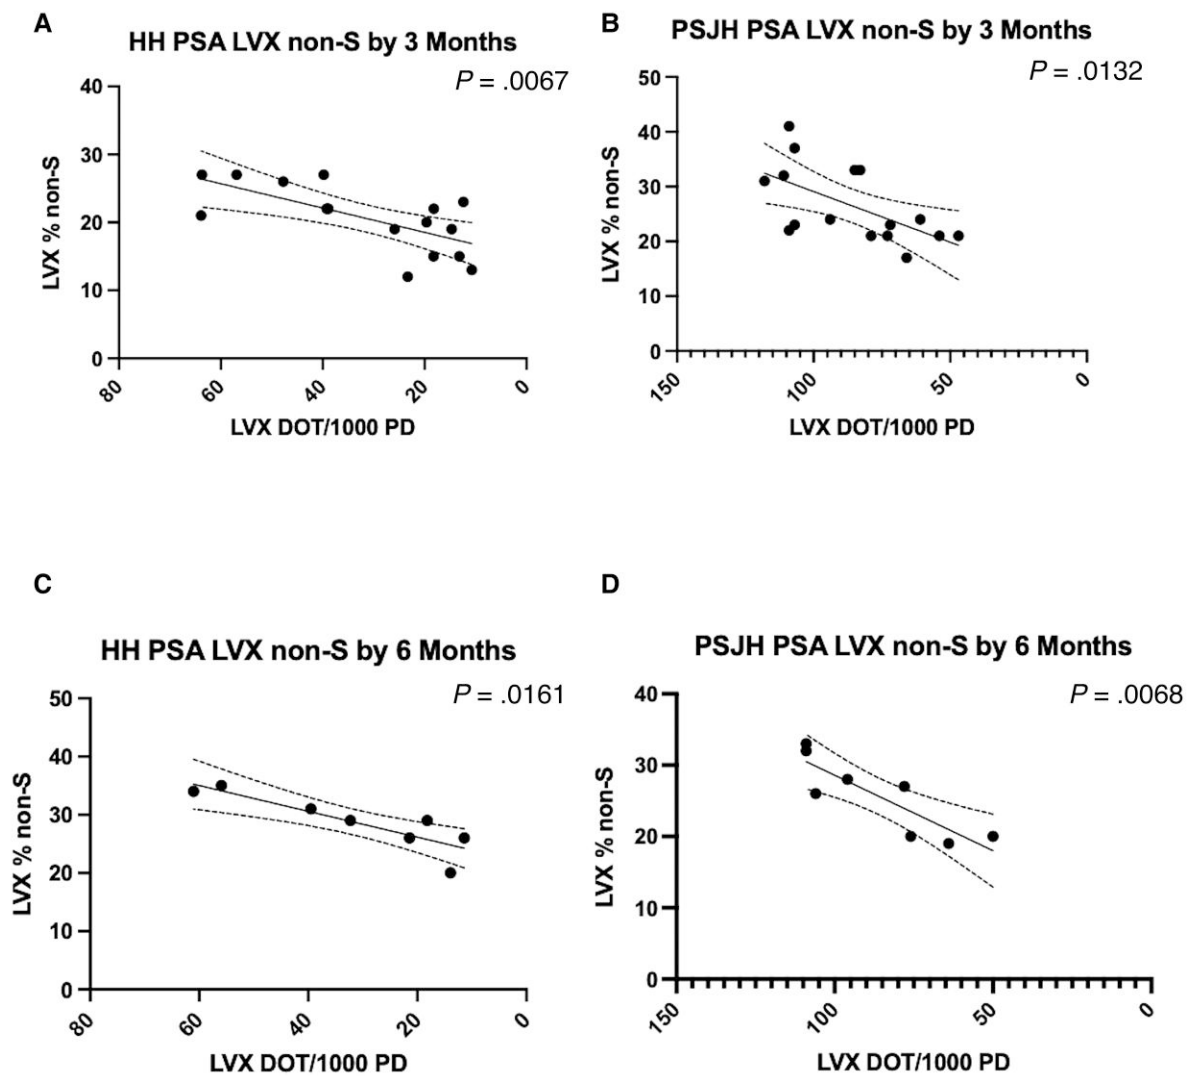 A
HH PSA LVX non-S by 3 Months
P = .0067
40
30
20
10
0
LVX % non-S
80
60
40
20
0
LVX DOT/1000 PD
B
PSJH PSA LVX non-S by 3 Months
P = .0132
50
40
30
20
10
0
LVX % non-S
150
100
50
0
LVX DOT/1000 PD
C
HH PSA LVX non-S by 6 Months
P = .0161
50
40
30
20
10
0
LVX % non-S
80
60
40
20
0
LVX DOT/1000 PD
D
PSJH PSA LVX non-S by 6 Months
P = .0068
40
30
20
10
0
LVX % non-S
150
100
50
0
LVX DOT/1000 PD